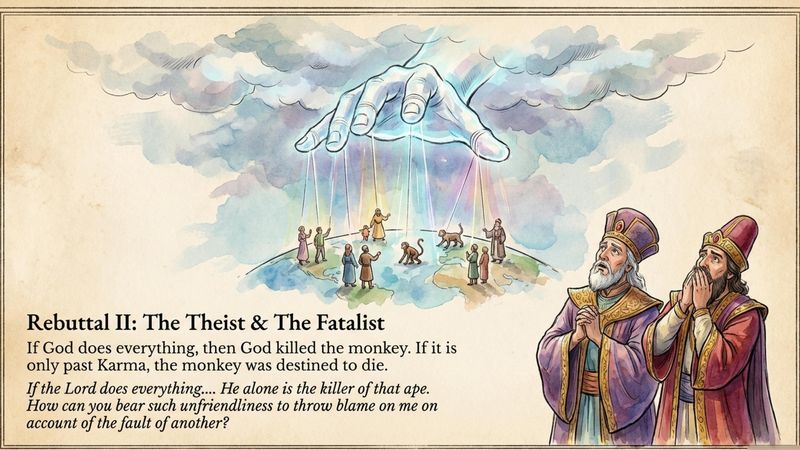 Rebuttal II: The Theist & The Fatalist
If God does everything, then God killed the monkey. If it is
only past Karma, the monkey was destined to die.
If the Lord does everything.... He alone is the killer of that ape.
How can you bear such unfriendliness to throw blame on me on
account of the fault of another?